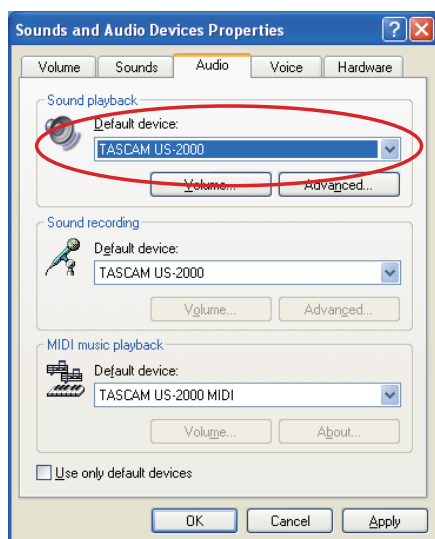 Sounds and Audio Devices Properties
Volume Sounds Audio Voice Hardware
Sound playback
Default device:
TASCAM US-2000
Volume... Advanced...
Sound recording
Default device:
TASCAM US-2000
Volume... Advanced...
MIDI music playback
Default device:
TASCAM US-2000 MIDI
Volume... About...
Use only default devices
OK Cancel Apply